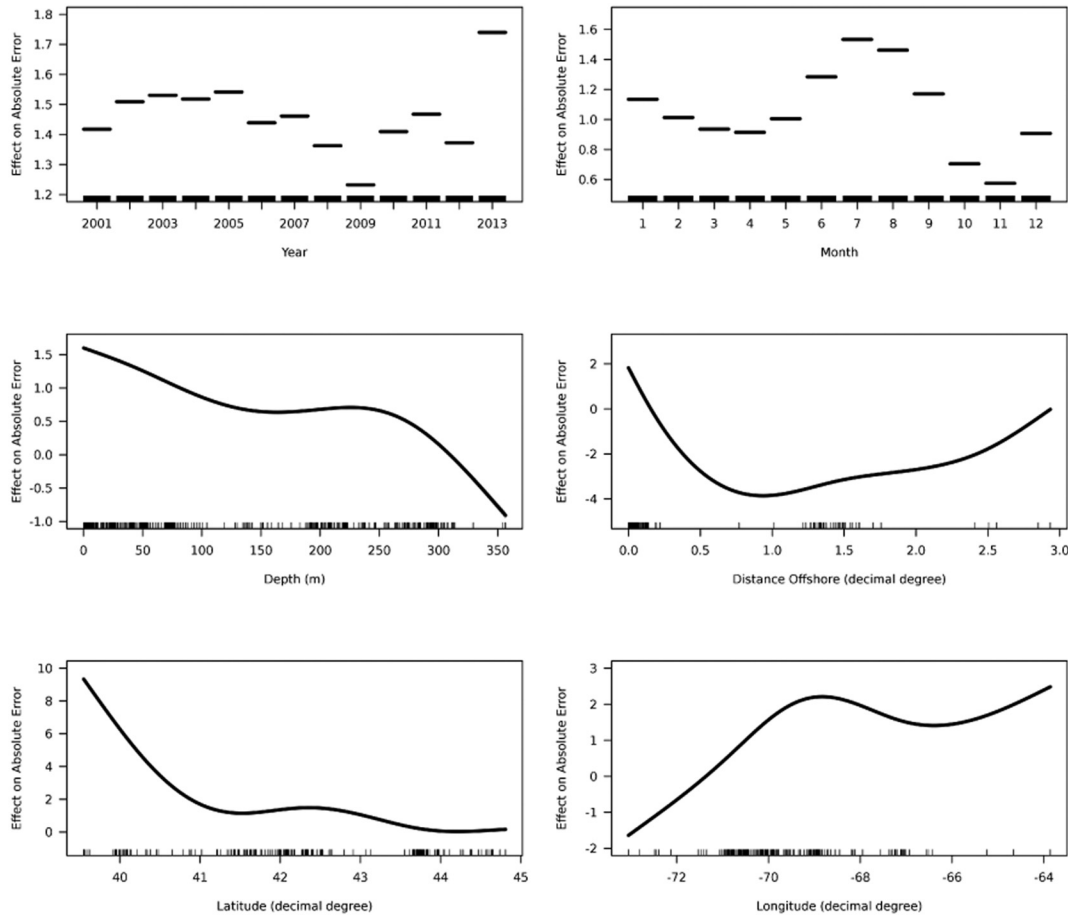 Effect on Absolute Error
1.8
1.7
1.6
1.5
1.4
1.3
1.2
2001 2003 2005 2007 2009 2011 2013
Year
Effect on Absolute Error
1.6
1.4
1.2
1.0
0.8
0.6
1 2 3 4 5 6 7 8 9 10 11 12
Month
Effect on Absolute Error
1.5
1.0
0.5
0.0
-0.5
-1.0
0 50 100 150 200 250 300 350
Depth (m)
Effect on Absolute Error
2
0
-2
-4
0.0 0.5 1.0 1.5 2.0 2.5 3.0
Distance Offshore (decimal degree)
Effect on Absolute Error
10
8
6
4
2
0
40 41 42 43 44 45
Latitude (decimal degree)
Effect on Absolute Error
3
2
1
0
-1
-2
-72 -70 -68 -66 -64
Longitude (decimal degree)